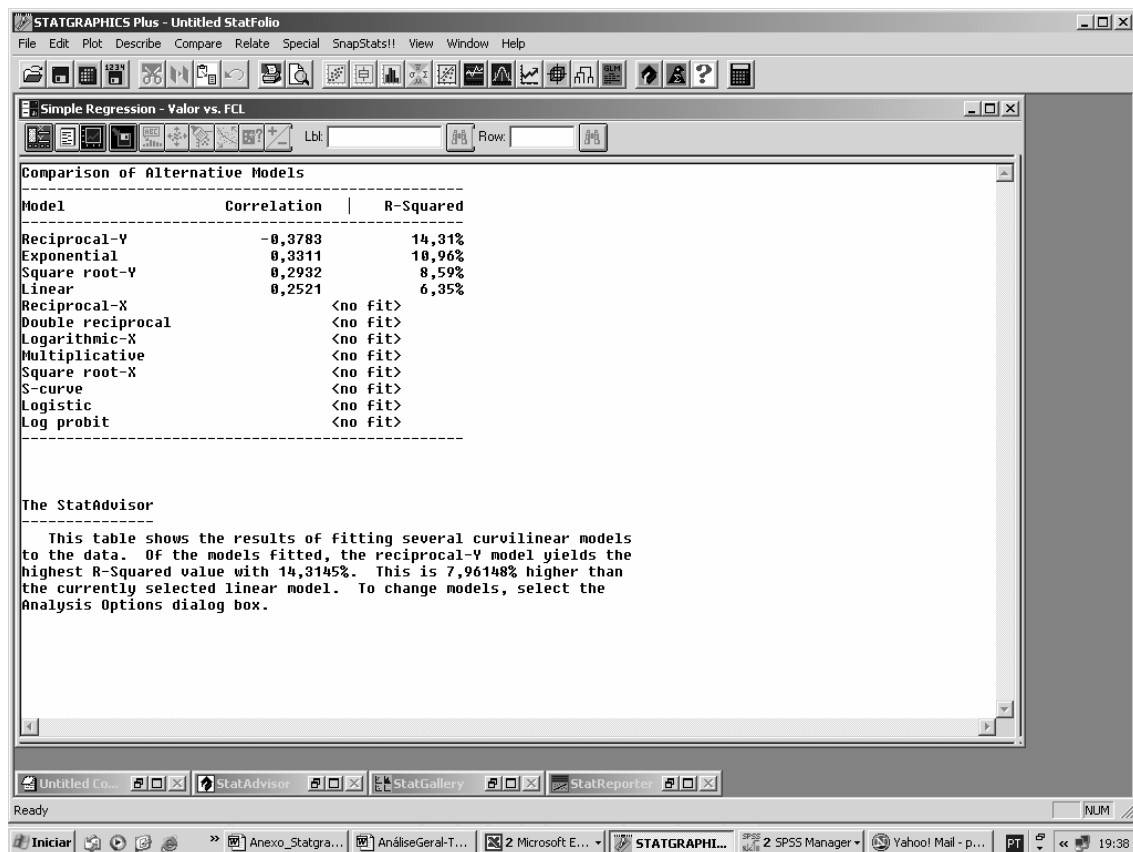 STATGRAPHICS Plus - Untitled StatFolio
File Edit Plot Describe Compare Relate Special SnapStats!! View Window Help
Simple Regression - Valor vs. FCL
Lbl: Row:
Comparison of Alternative Models
Model Correlation | R-Squared
Reciprocal-Y -0,3783 14,31%
Exponential 0,3311 10,96%
Square root-Y 0,2932 8,59%
Linear 0,2521 6,35%
Reciprocal-X <no fit>
Double reciprocal <no fit>
Logarithmic-X <no fit>
Multiplicative <no fit>
Square root-X <no fit>
S-curve <no fit>
Logistic <no fit>
Log probit <no fit>
The StatAdvisor
This table shows the results of fitting several curvilinear models
to the data. Of the models fitted, the reciprocal-Y model yields the
highest R-Squared value with 14,3145%. This is 7,96148% higher than
the currently selected linear model. To change models, select the
Analysis Options dialog box.
Untitled Co... StatAdvisor StatGallery StatReporter
Ready NUM
Iniciar » Anexo_Statgra... AnáliseGeral-T... 2 Microsoft E... STATGRAPHI... 2 SPSS Manager Yahoo! Mail - p... PT « 19:38